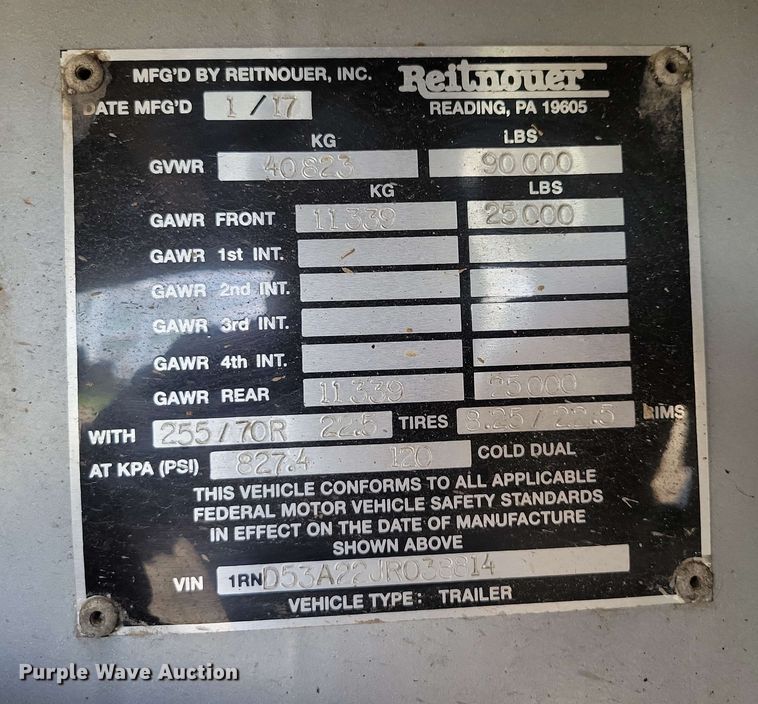 MFG'D BY REITNOUER, INC. Reitnouer
DATE MFG'D 1/17 READING, PA 19605
KG LBS
GVWR 40823 90000
KG LBS
GAWR FRONT 11339 25000
GAWR 1st INT.
GAWR 2nd INT.
GAWR 3rd INT.
GAWR 4th INT.
GAWR REAR 11339 25000
WITH 255/70R 22.5 TIRES 8.25/22.5 RIMS
AT KPA (PSI) 827.4 120 COLD DUAL
THIS VEHICLE CONFORMS TO ALL APPLICABLE
FEDERAL MOTOR VEHICLE SAFETY STANDARDS
IN EFFECT ON THE DATE OF MANUFACTURE
SHOWN ABOVE
VIN 1RND53A22JR038814
VEHICLE TYPE: TRAILER
Purple Wave Auction